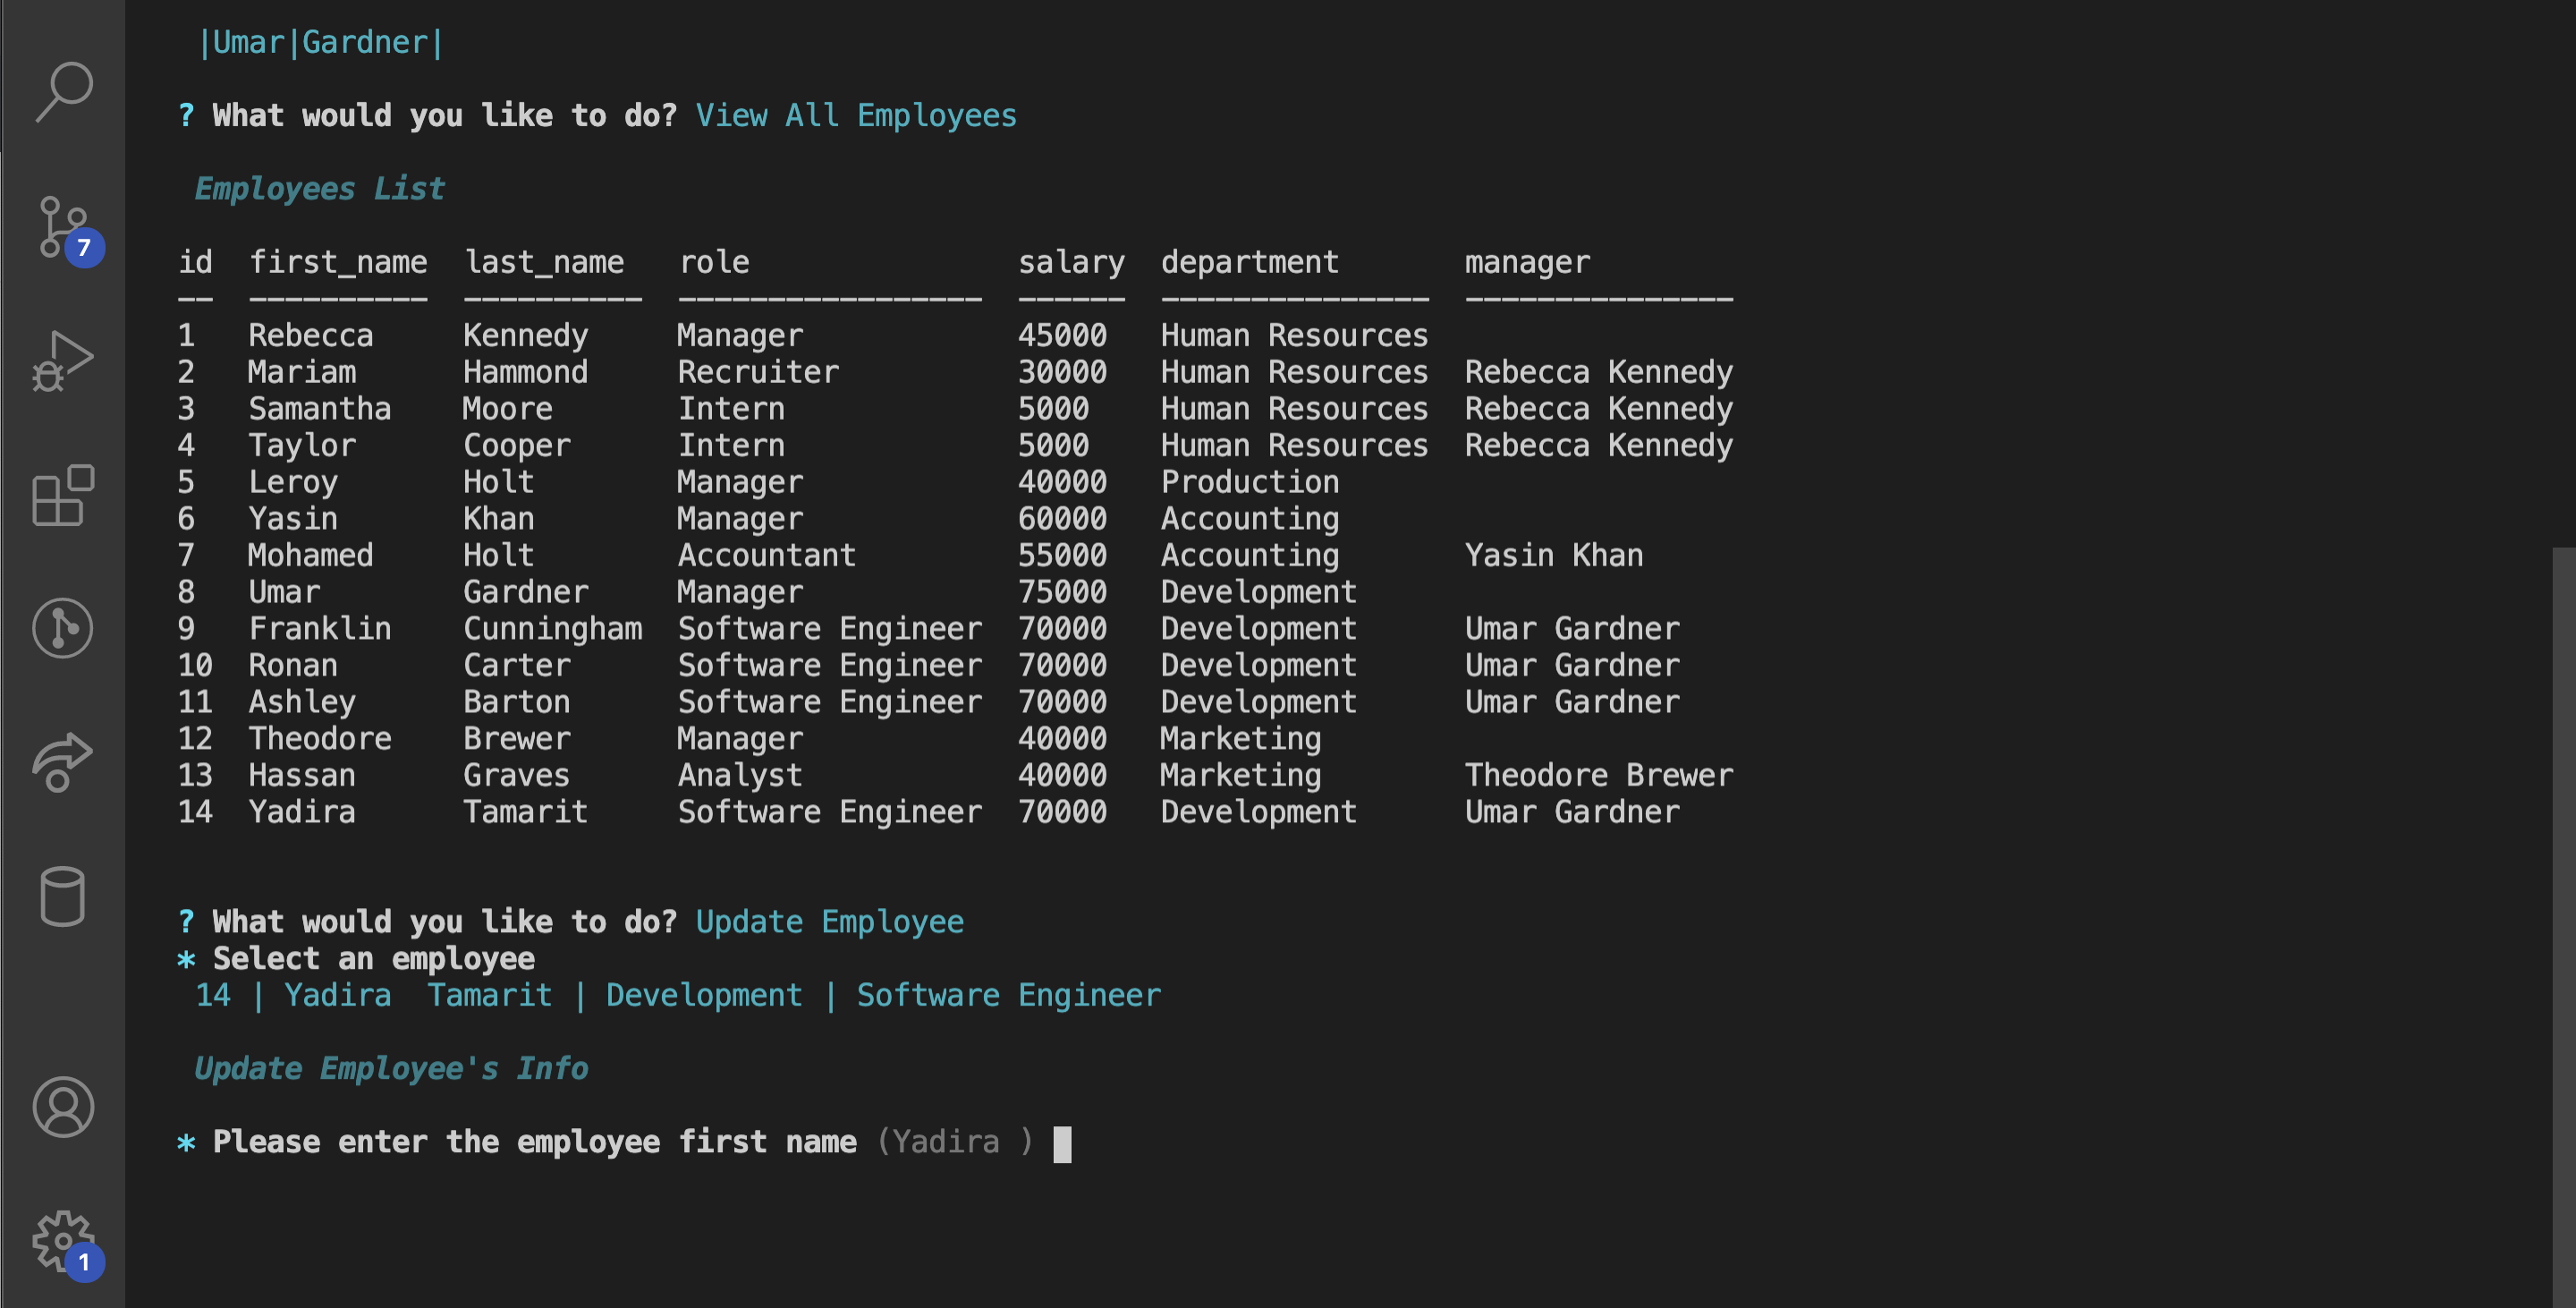 |Umar|Gardner|
? What would you like to do? View All Employees
Employees List
id  first_name  last_name   role               salary  department       manager
--  ----------  ----------  -----------------  ------  ---------------  ---------------
1   Rebecca     Kennedy     Manager            45000   Human Resources
2   Mariam      Hammond     Recruiter          30000   Human Resources  Rebecca Kennedy
3   Samantha    Moore       Intern             5000    Human Resources  Rebecca Kennedy
4   Taylor      Cooper      Intern             5000    Human Resources  Rebecca Kennedy
5   Leroy       Holt        Manager            40000   Production
6   Yasin       Khan        Manager            60000   Accounting
7   Mohamed     Holt        Accountant         55000   Accounting       Yasin Khan
8   Umar        Gardner     Manager            75000   Development
9   Franklin    Cunningham  Software Engineer  70000   Development      Umar Gardner
10  Ronan       Carter      Software Engineer  70000   Development      Umar Gardner
11  Ashley      Barton      Software Engineer  70000   Development      Umar Gardner
12  Theodore    Brewer      Manager            40000   Marketing
13  Hassan      Graves      Analyst            40000   Marketing        Theodore Brewer
14  Yadira      Tamarit     Software Engineer  70000   Development      Umar Gardner
? What would you like to do? Update Employee
* Select an employee
14 | Yadira  Tamarit | Development | Software Engineer
Update Employee's Info
* Please enter the employee first name (Yadira )
7
1